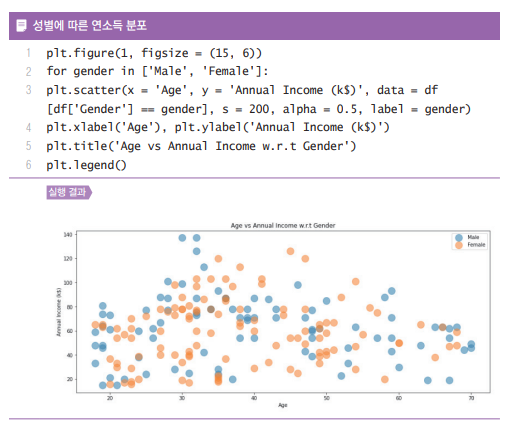 성별에 따른 연소득 분포
1 plt.figure(1, figsize = (15, 6))
2 for gender in ['Male', 'Female']:
3 plt.scatter(x = 'Age', y = 'Annual Income (k$)', data = df
[df['Gender'] == gender], s = 200, alpha = 0.5, label = gender)
4 plt.xlabel('Age'), plt.ylabel('Annual Income (k$)')
5 plt.title('Age vs Annual Income w.r.t Gender')
6 plt.legend()
실행 결과
Age vs Annual Income w.r.t Gender
Male
Female
140
120
100
80
60
40
20
Annual Income (k$)
20 30 40 50 60 70
Age